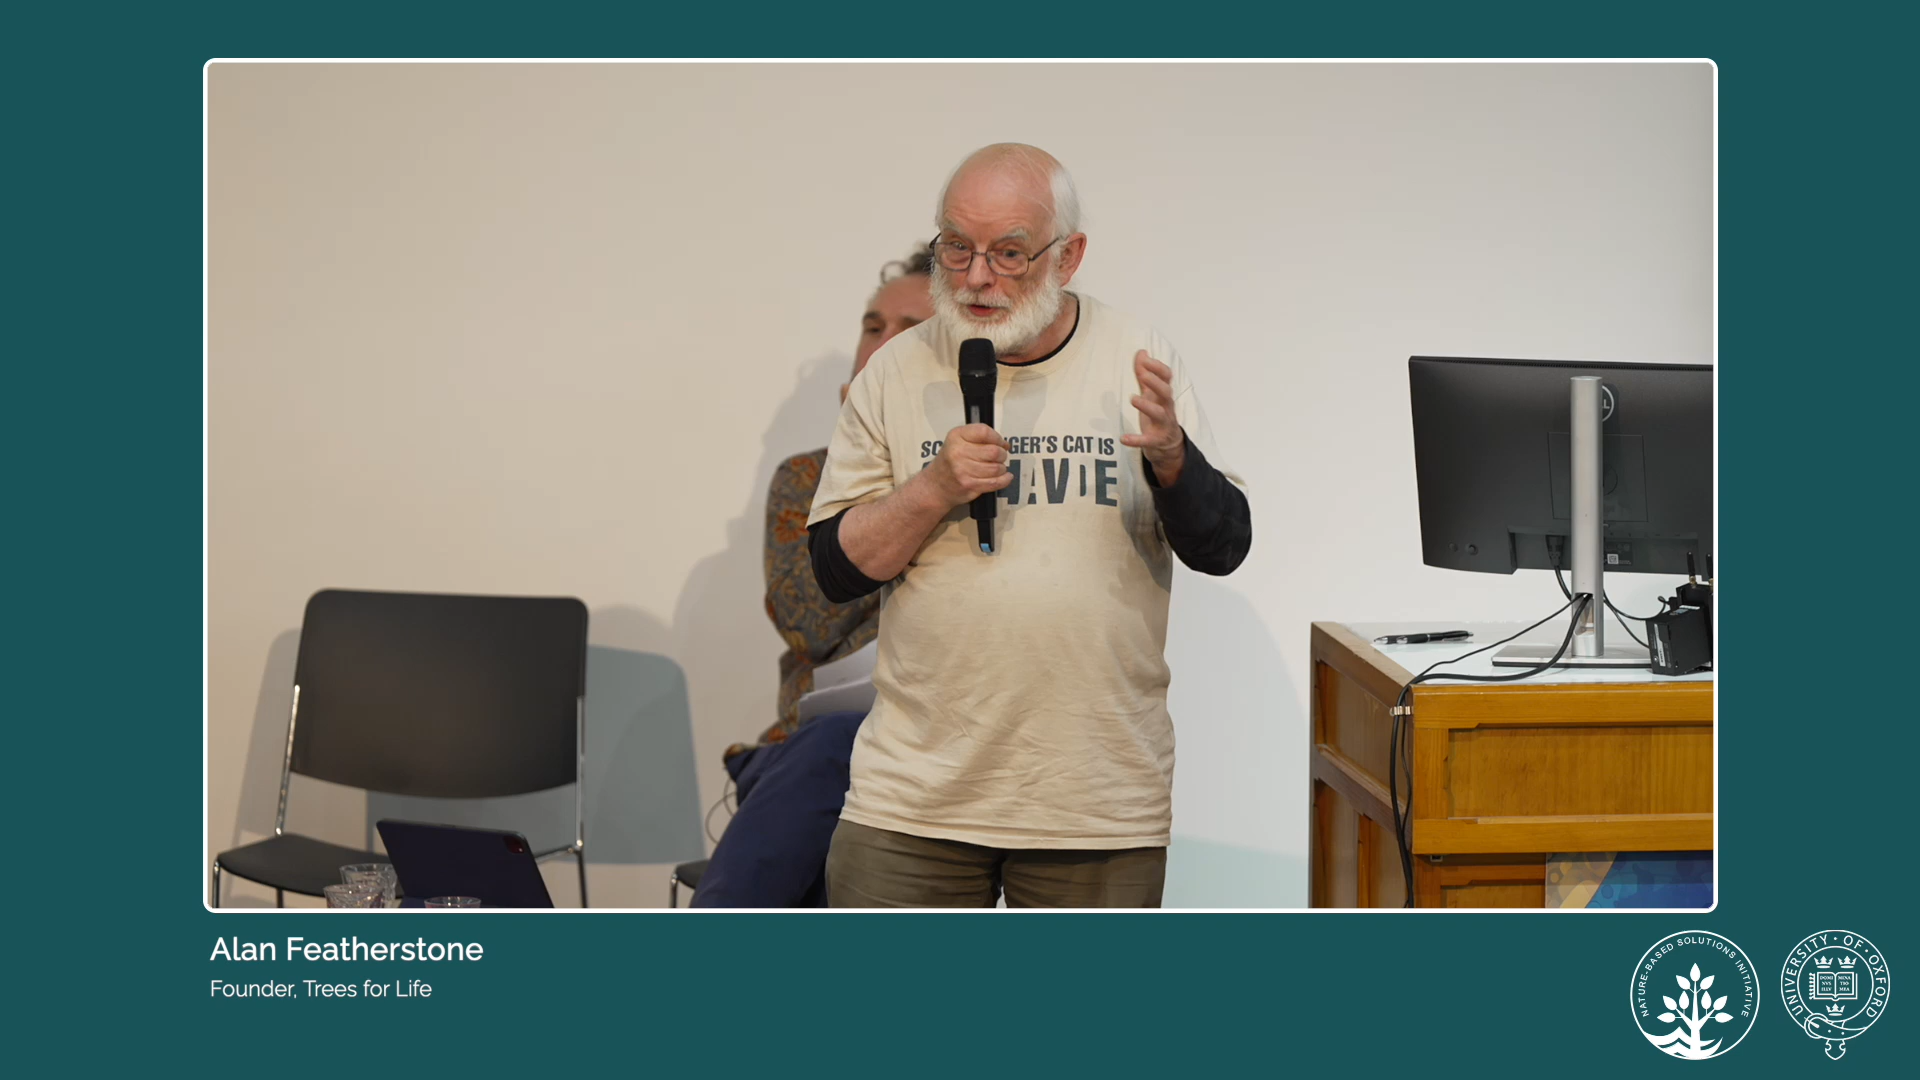 GER'S CAT IS
Alan Featherstone
Founder, Trees for Life
NATURE-BASED SOLUTIONS INITIATIVE
UNIVERSITY · OF · OXFORD